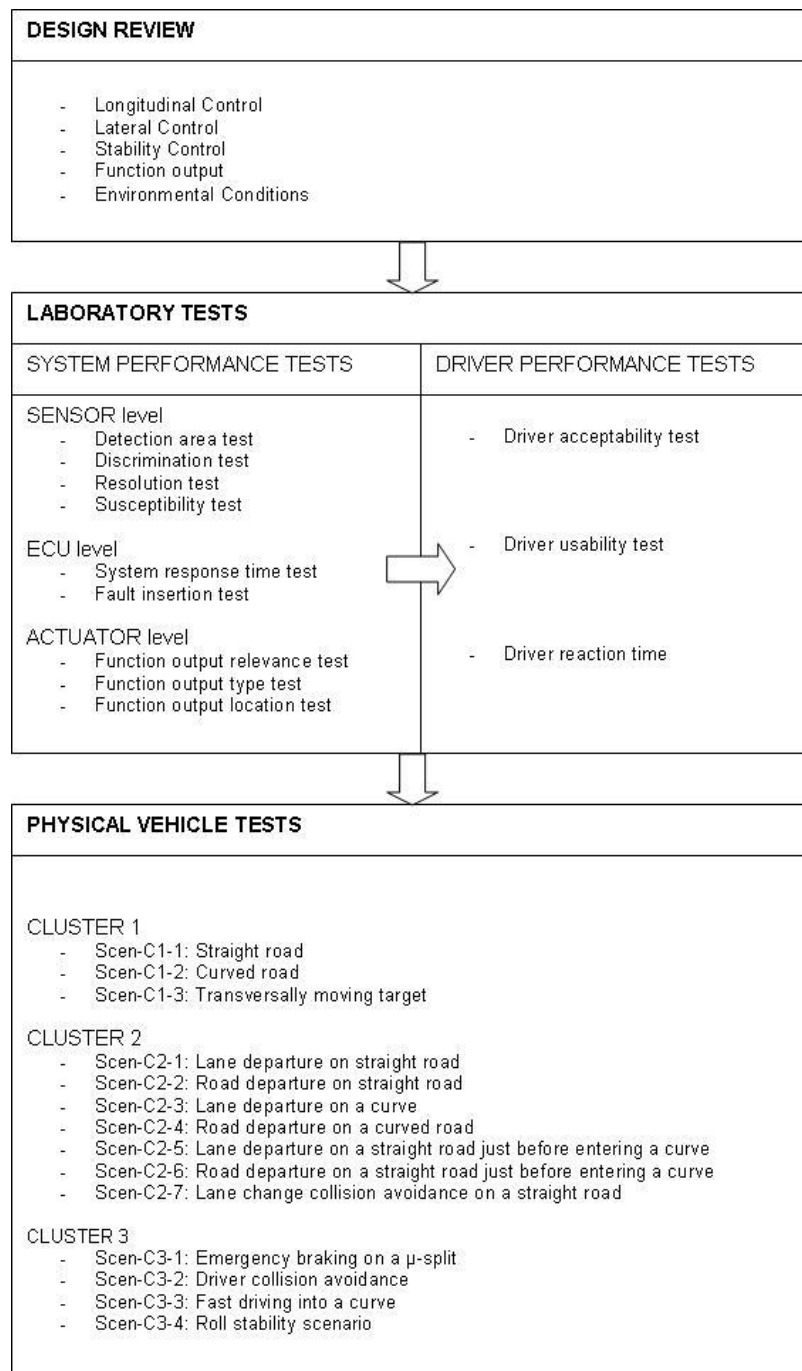 DESIGN REVIEW
- Longitudinal Control
- Lateral Control
- Stability Control
- Function output
- Environmental Conditions
LABORATORY TESTS
SYSTEM PERFORMANCE TESTS
SENSOR level
- Detection area test
- Discrimination test
- Resolution test
- Susceptibility test
ECU level
- System response time test
- Fault insertion test
ACTUATOR level
- Function output relevance test
- Function output type test
- Function output location test
DRIVER PERFORMANCE TESTS
- Driver acceptability test
- Driver usability test
- Driver reaction time
PHYSICAL VEHICLE TESTS
CLUSTER 1
- Scen-C1-1: Straight road
- Scen-C1-2: Curved road
- Scen-C1-3: Transversally moving target
CLUSTER 2
- Scen-C2-1: Lane departure on straight road
- Scen-C2-2: Road departure on straight road
- Scen-C2-3: Lane departure on a curve
- Scen-C2-4: Road departure on a curved road
- Scen-C2-5: Lane departure on a straight road just before entering a curve
- Scen-C2-6: Road departure on a straight road just before entering a curve
- Scen-C2-7: Lane change collision avoidance on a straight road
CLUSTER 3
- Scen-C3-1: Emergency braking on a µ-split
- Scen-C3-2: Driver collision avoidance
- Scen-C3-3: Fast driving into a curve
- Scen-C3-4: Roll stability scenario